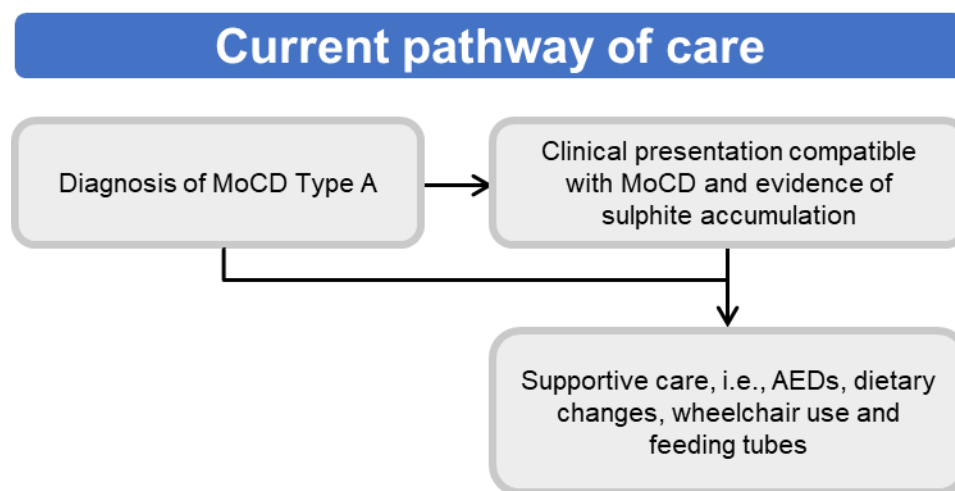 Current pathway of care
Diagnosis of MoCD Type A
Clinical presentation compatible
with MoCD and evidence of
sulphite accumulation
Supportive care, i.e., AEDs, dietary
changes, wheelchair use and
feeding tubes